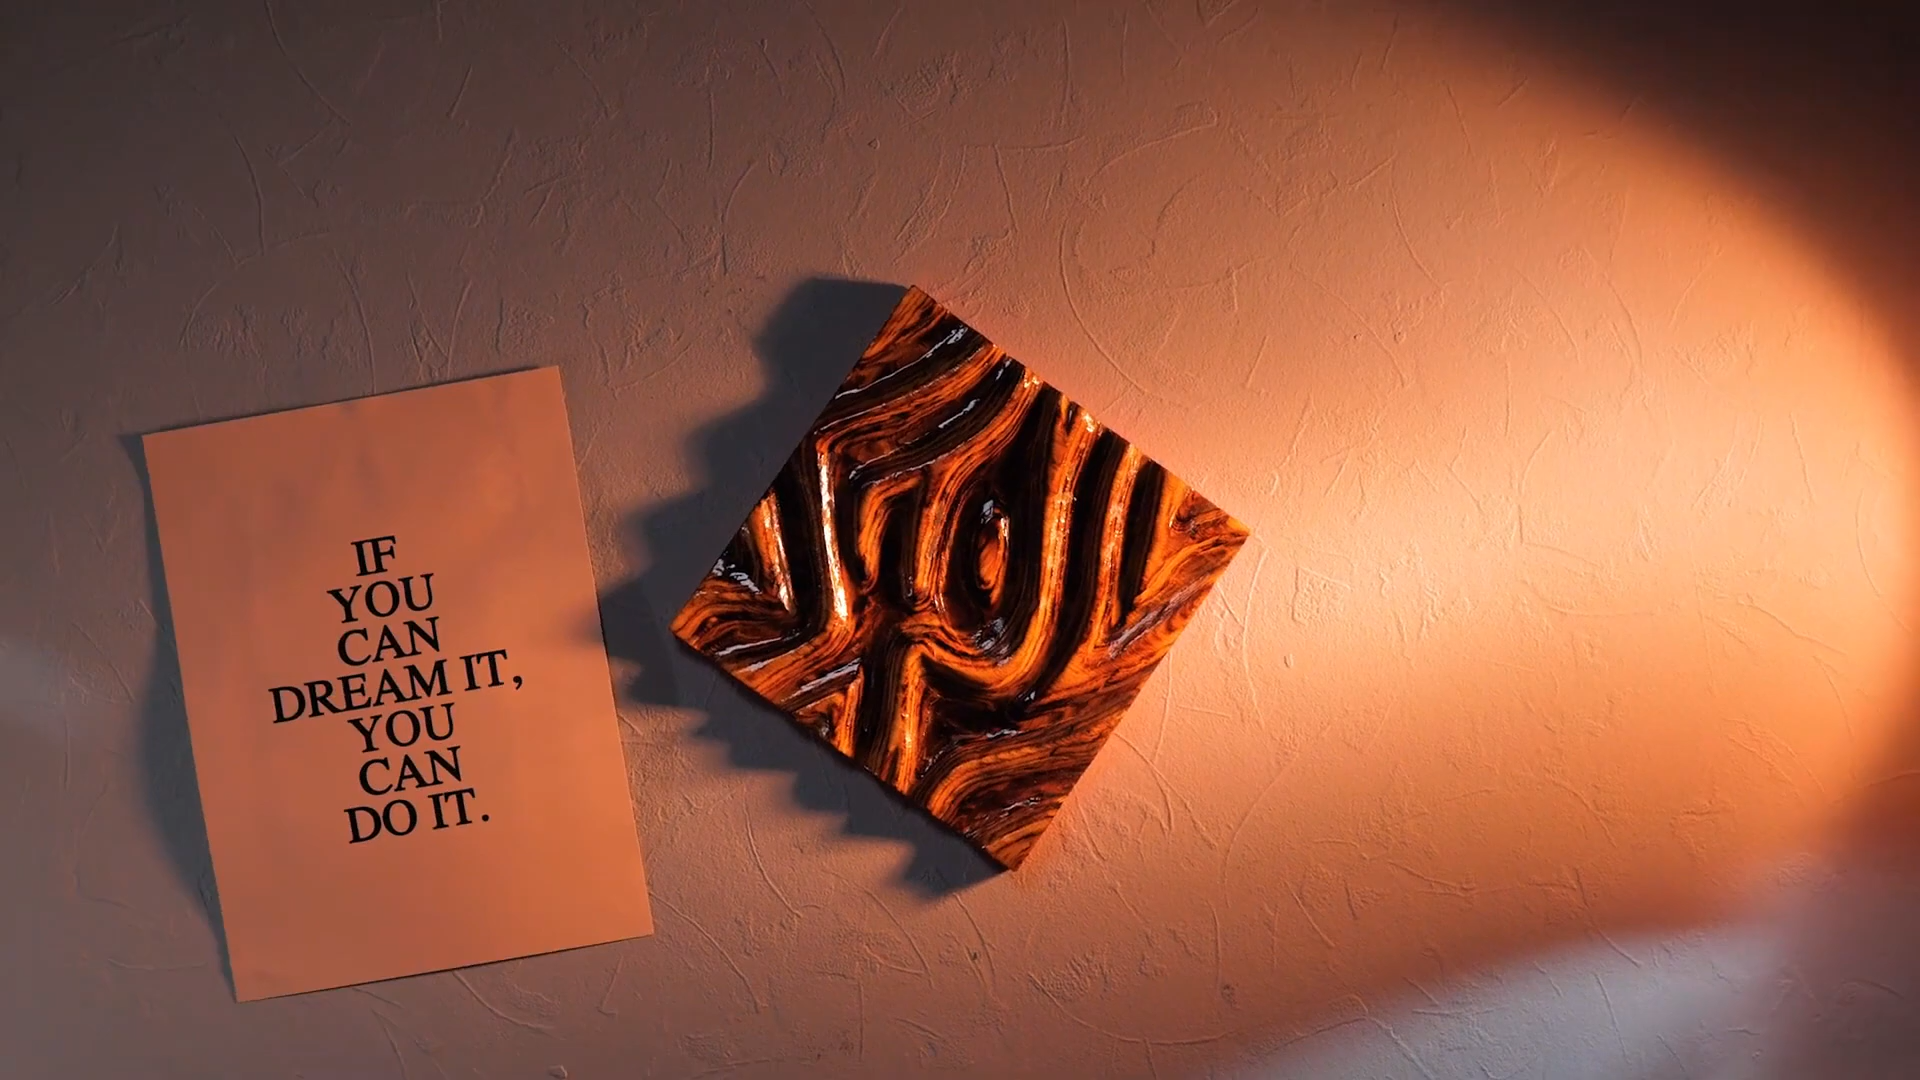 IF
YOU
CAN
DREAM IT,
YOU
CAN
DO IT.